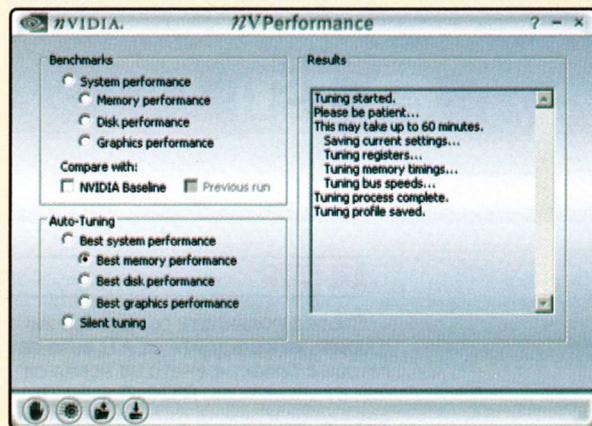 nVIDIA.
nVPerformance
? - ×
Benchmarks
System performance
Memory performance
Disk performance
Graphics performance
Compare with:
NVIDIA Baseline
Previous run
Auto-Tuning
Best system performance
Best memory performance
Best disk performance
Best graphics performance
Silent tuning
Results
Tuning started.
Please be patient...
This may take up to 60 minutes.
Saving current settings...
Tuning registers...
Tuning memory timings...
Tuning bus speeds...
Tuning process complete.
Tuning profile saved.